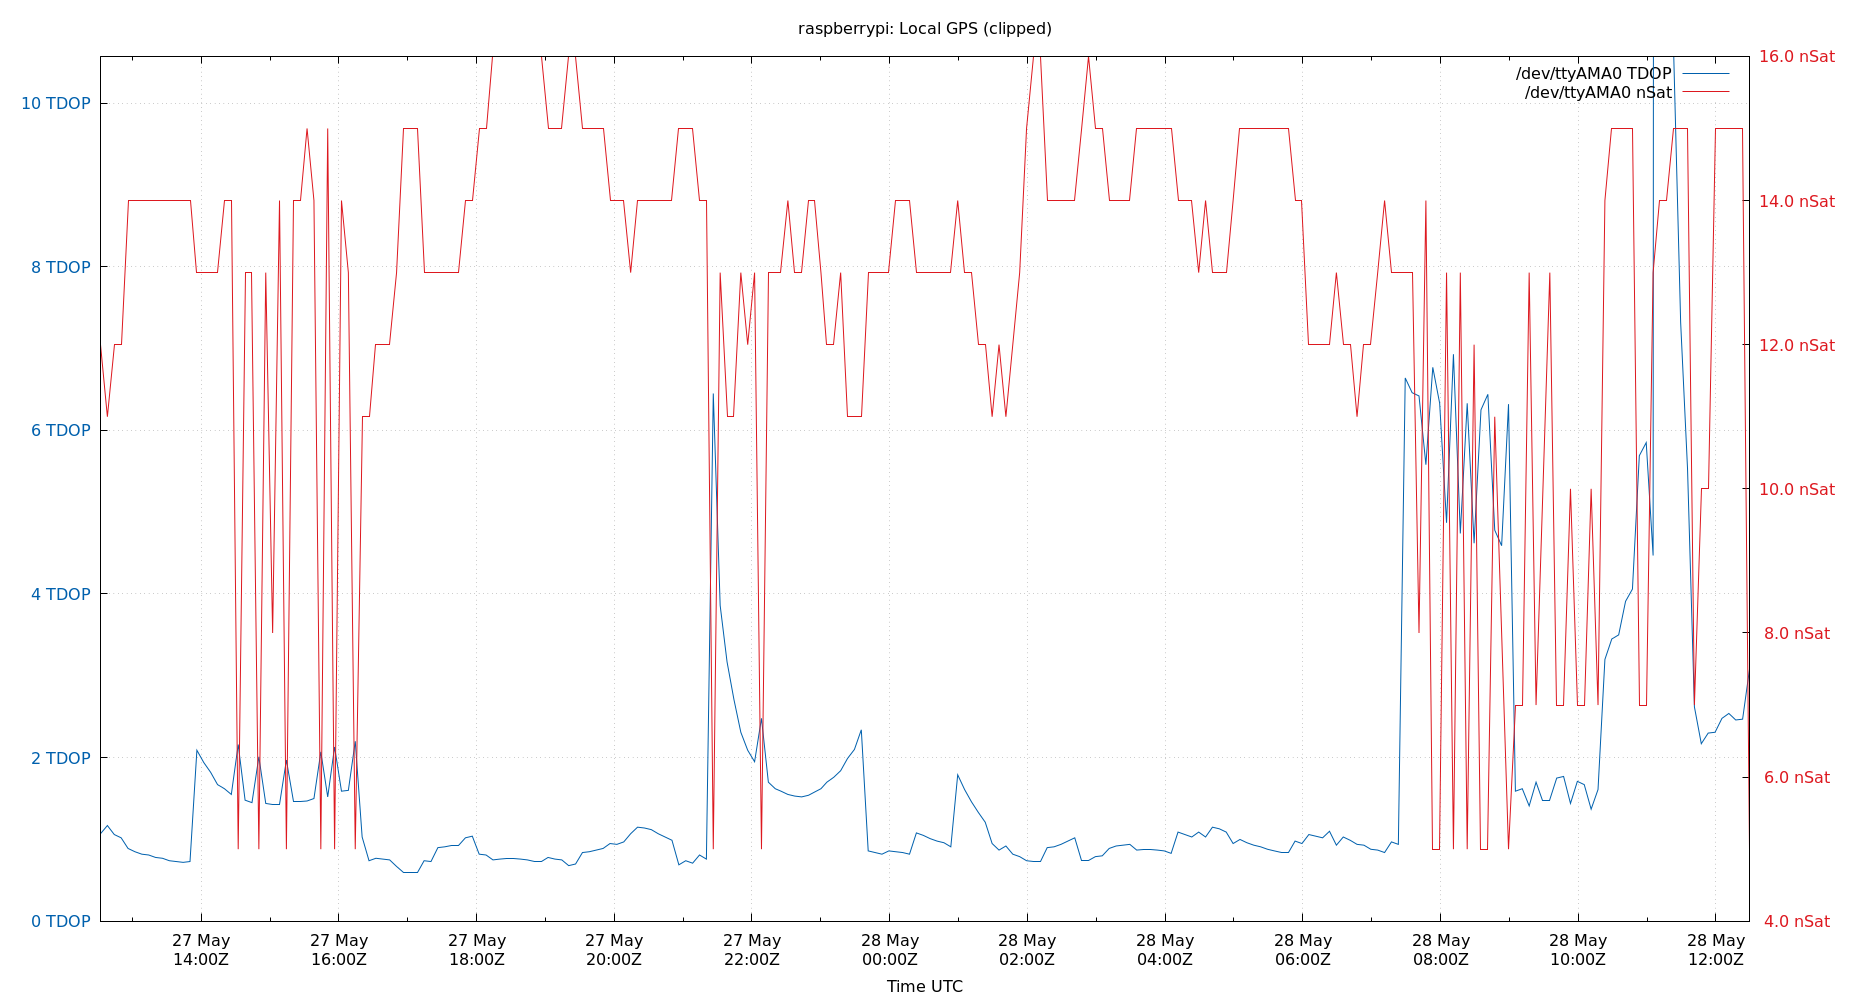 raspberrypi: Local GPS (clipped)
16.0 nSat
/dev/ttyAMA0 TDOP
/dev/ttyAMA0 nSat
10 TDOP
14.0 nSat
8 TDOP
12.0 nSat
6 TDOP
10.0 nSat
4 TDOP
8.0 nSat
2 TDOP
6.0 nSat
0 TDOP
4.0 nSat
27 May 27 May 27 May 27 May 27 May 28 May 28 May 28 May 28 May 28 May 28 May 28 May
14:00Z 16:00Z 18:00Z 20:00Z 22:00Z 00:00Z 02:00Z 04:00Z 06:00Z 08:00Z 10:00Z 12:00Z
Time UTC